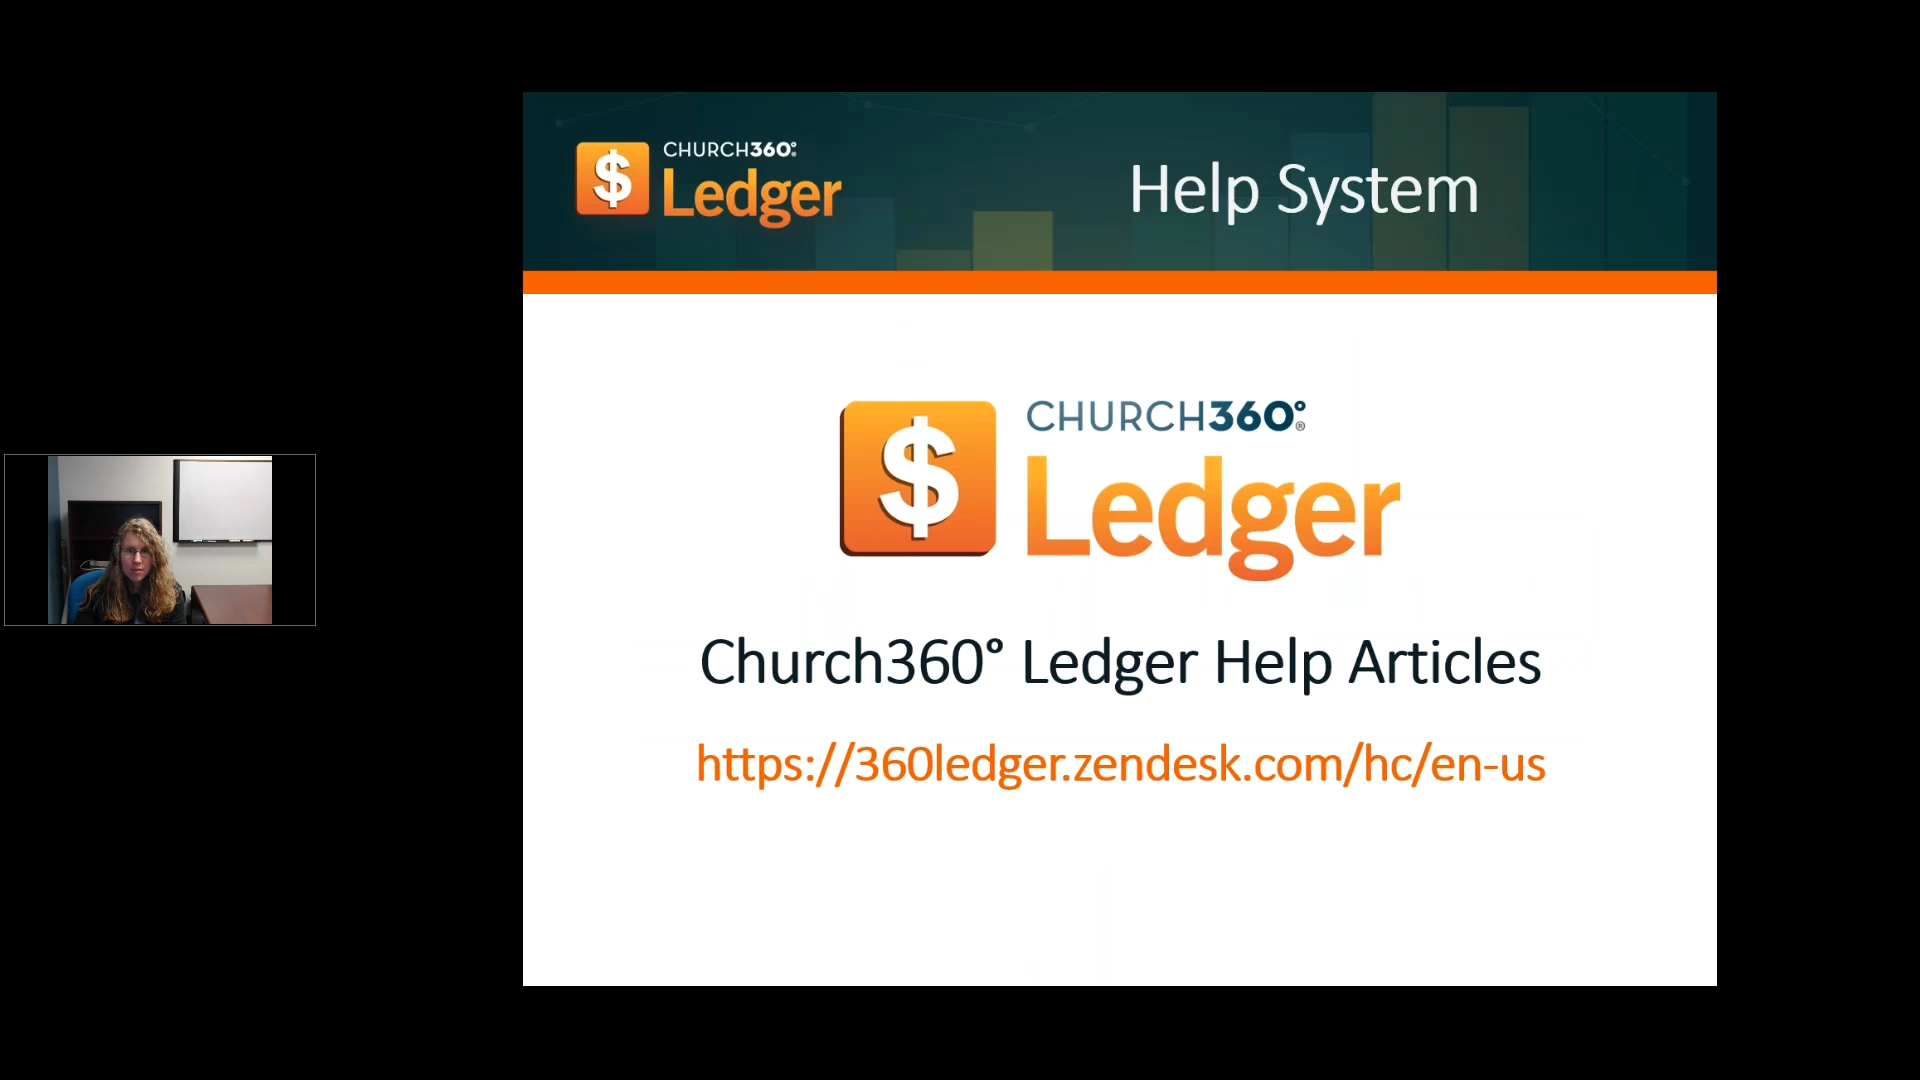 $
CHURCH360°
Ledger
Help System
$
CHURCH360°®
Ledger
Church360° Ledger Help Articles
https://360ledger.zendesk.com/hc/en-us